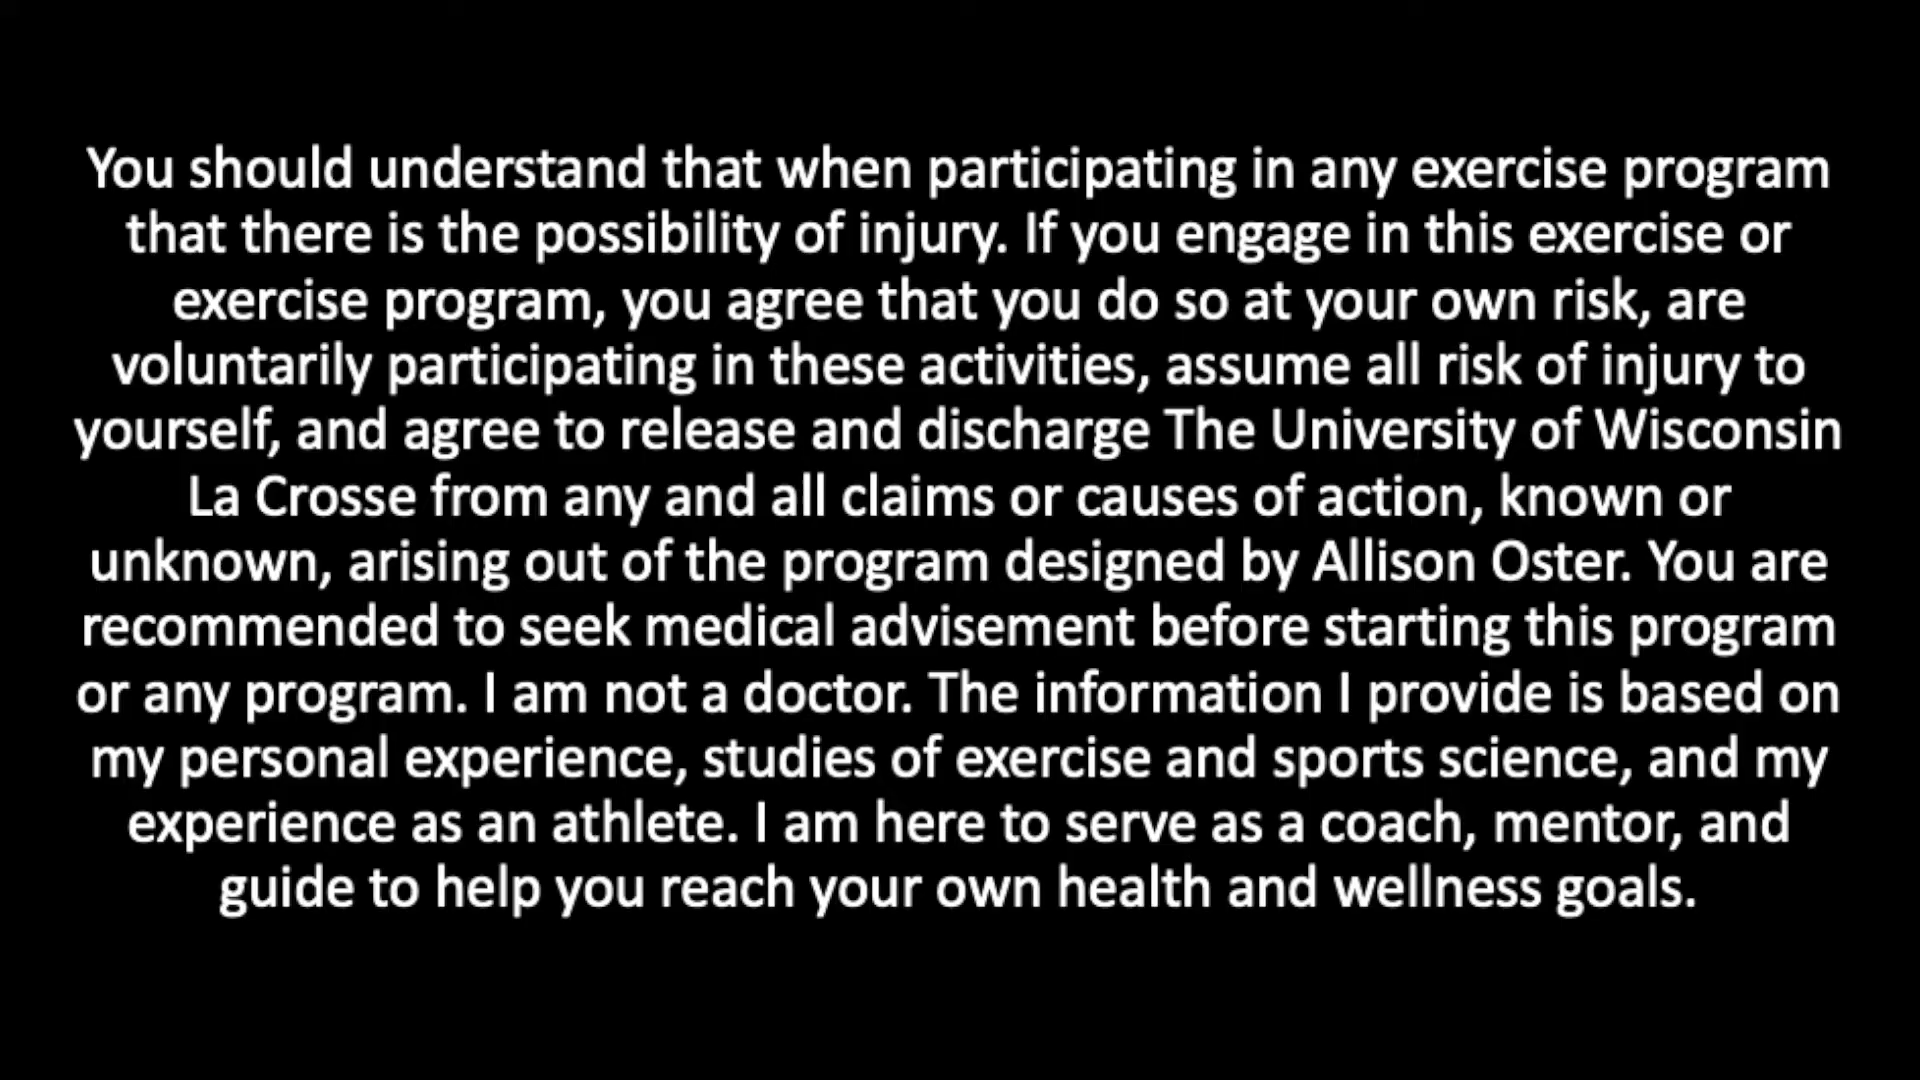 You should understand that when participating in any exercise program
that there is the possibility of injury. If you engage in this exercise or
exercise program, you agree that you do so at your own risk, are
voluntarily participating in these activities, assume all risk of injury to
yourself, and agree to release and discharge The University of Wisconsin
La Crosse from any and all claims or causes of action, known or
unknown, arising out of the program designed by Allison Oster. You are
recommended to seek medical advisement before starting this program
or any program. I am not a doctor. The information I provide is based on
my personal experience, studies of exercise and sports science, and my
experience as an athlete. I am here to serve as a coach, mentor, and
guide to help you reach your own health and wellness goals.